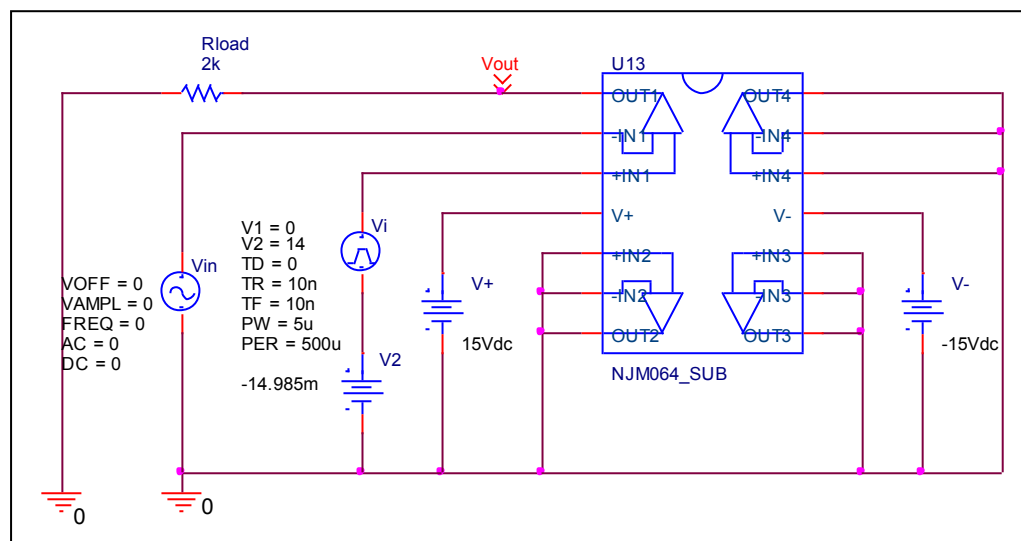 Rload
2k
Vout
U13
OUT1
OUT4
-IN1
-IN4
+IN1
+IN4
V+
V-
+IN2
+IN3
-IN2
-IN3
OUT2
OUT3
NJM064_SUB
Vi
V1 = 0
V2 = 14
TD = 0
TR = 10n
TF = 10n
PW = 5u
PER = 500u
Vin
VOFF = 0
VAMPL = 0
FREQ = 0
AC = 0
DC = 0
V+
15Vdc
V-
-15Vdc
V2
-14.985m
0
0